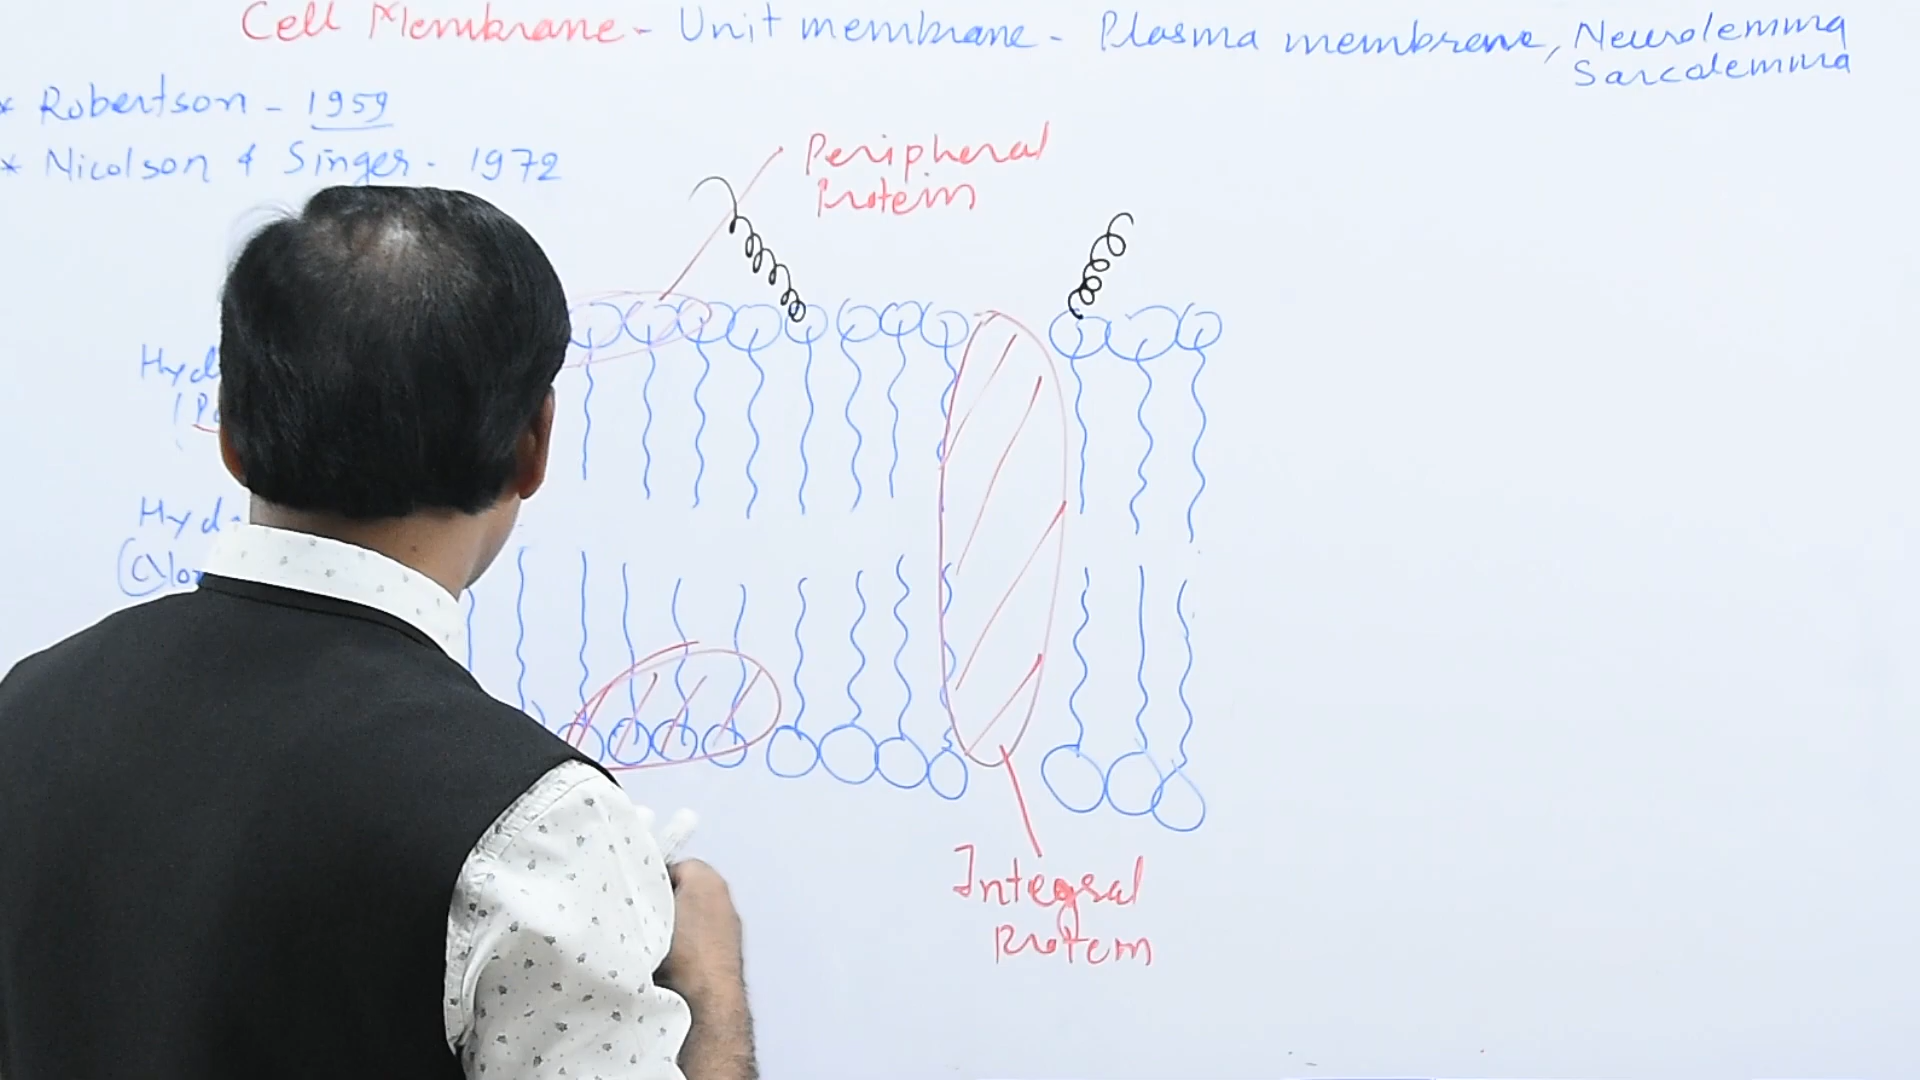 Cell Membrane - Unit membrane - Plasma membrane, Neurolemma
Sarcolemma
* Robertson - 1959
* Nicolson & Singer - 1972
Peripheral
Protein
Integral
Protein